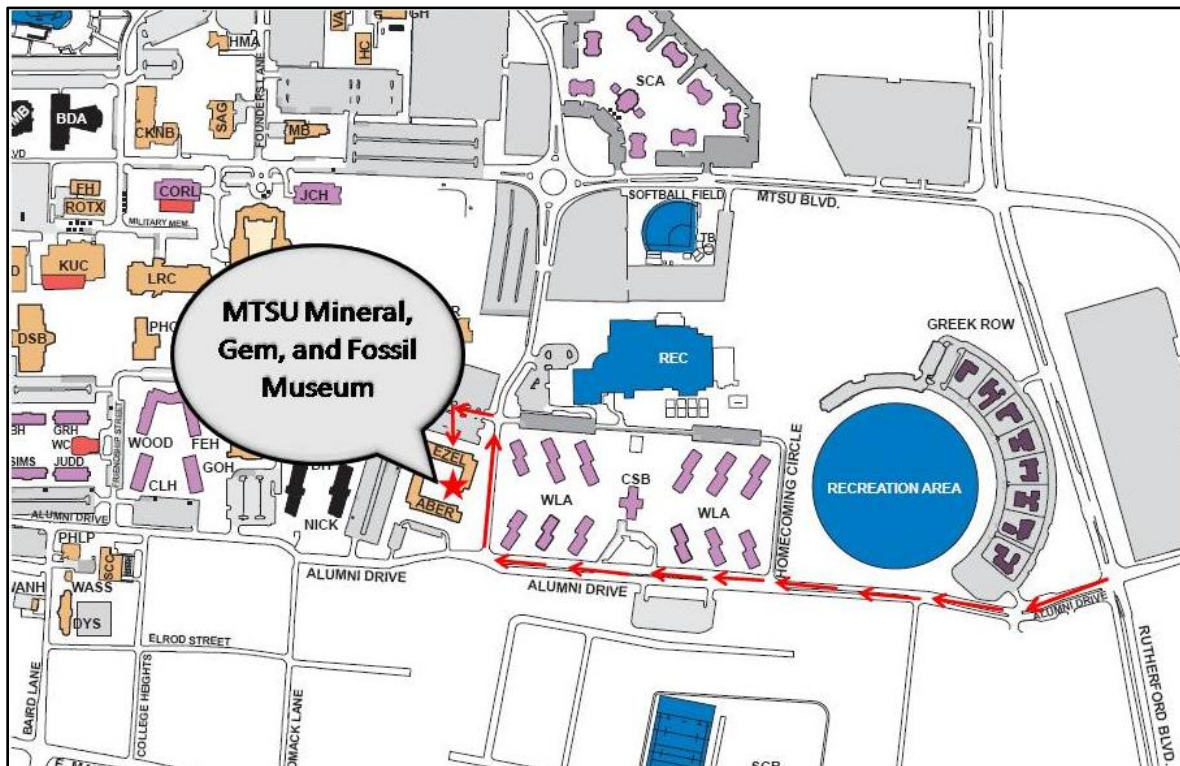 GH
VA
HMA
HC
FOUNDERS LANE
SCA
MB
BDA
CKNB
SAG
MB
FH
CORL
JCH
MTSU BLVD.
SOFTBALL FIELD
ROTX
MILITARY MEM.
TB
KUC
LRC
MTSU Mineral,
Gem, and Fossil
Museum
DSB
PHO
REC
GREEK ROW
GRH
WC
FRIENDSHIP STREET
WOOD
FEH
EZEL
CSB
SIMS
JUDD
GOH
CLH
WLA
WLA
HOMECOMING CIRCLE
RECREATION AREA
ALUMNI DRIVE
NICK
ABER
PHLP
SCC
ALUMNI DRIVE
ALUMNI DRIVE
ALUMNI DRIVE
WASS
DYS
ELROD STREET
BAIRD LANE
COLLEGE HEIGHTS
RUTHERFORD BLVD.